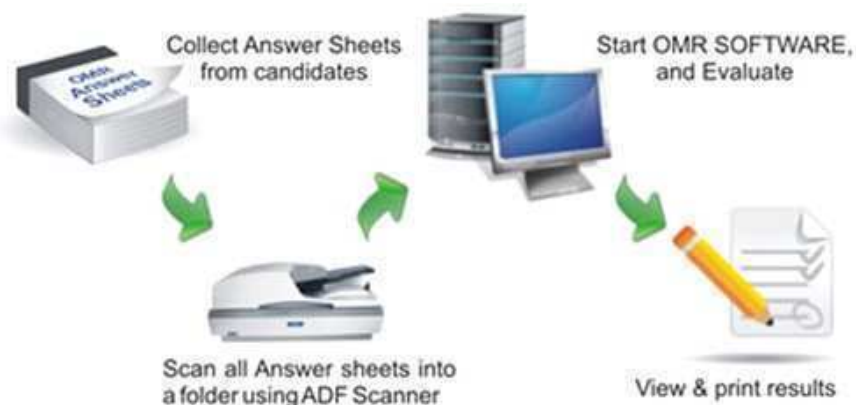 OMR
Answer
Sheets
Collect Answer Sheets
from candidates
Scan all Answer sheets into
a folder using ADF Scanner
Start OMR SOFTWARE,
and Evaluate
View & print results